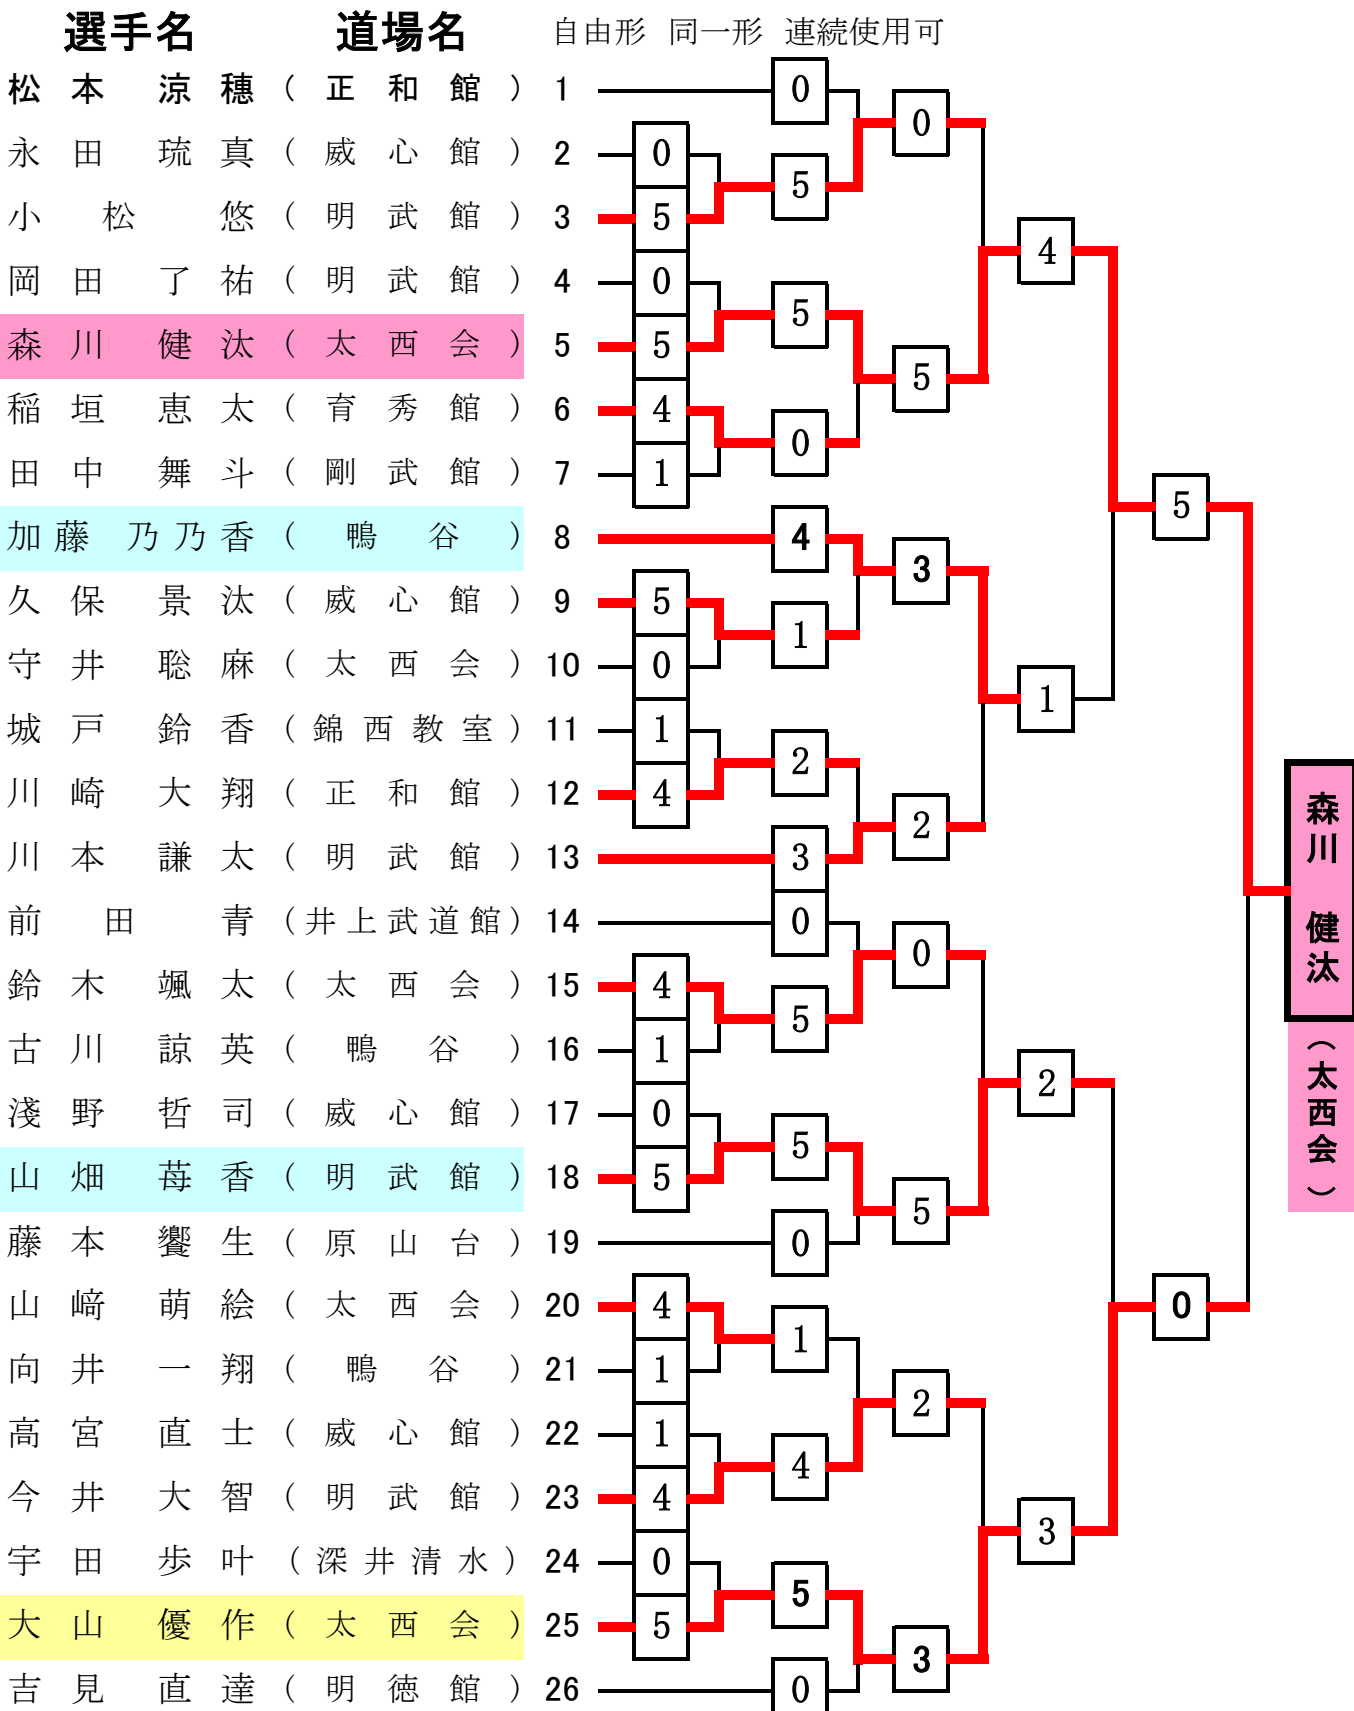 選手名 道場名 自由形 同一形 連続使用可
松本 涼穂 (正和館) 1 0
0
永田 琉真 (威心館) 2 0
5
小松 悠 (明武館) 3 5
4
岡田 了祐 (明武館) 4 0
5
森川 健汰 (太西会) 5 5
5
稲垣 恵太 (育秀館) 6 4
0
田中 舞斗 (剛武館) 7 1
5
加藤 乃乃香 (鴨谷) 8 4
3
久保 景汰 (威心館) 9 5
1
守井 聡麻 (太西会) 10 0
1
城戸 鈴香 (錦西教室) 11 1
2
川崎 大翔 (正和館) 12 4
2
川本 謙太 (明武館) 13 3
前田 青 (井上武道館) 14 0
0
鈴木 颯太 (太西会) 15 4
5
古川 諒英 (鴨谷) 16 1
2
淺野 哲司 (威心館) 17 0
5
山畑 苺香 (明武館) 18 5
5
藤本 饗生 (原山台) 19 0
山﨑 萌絵 (太西会) 20 4
0
1
向井 一翔 (鴨谷) 21 1
2
高宮 直士 (威心館) 22 1
4
今井 大智 (明武館) 23 4
3
宇田 歩叶 (深井清水) 24 0
5
大山 優作 (太西会) 25 5
3
吉見 直達 (明徳館) 26 0
森川 健汰
(太西会)